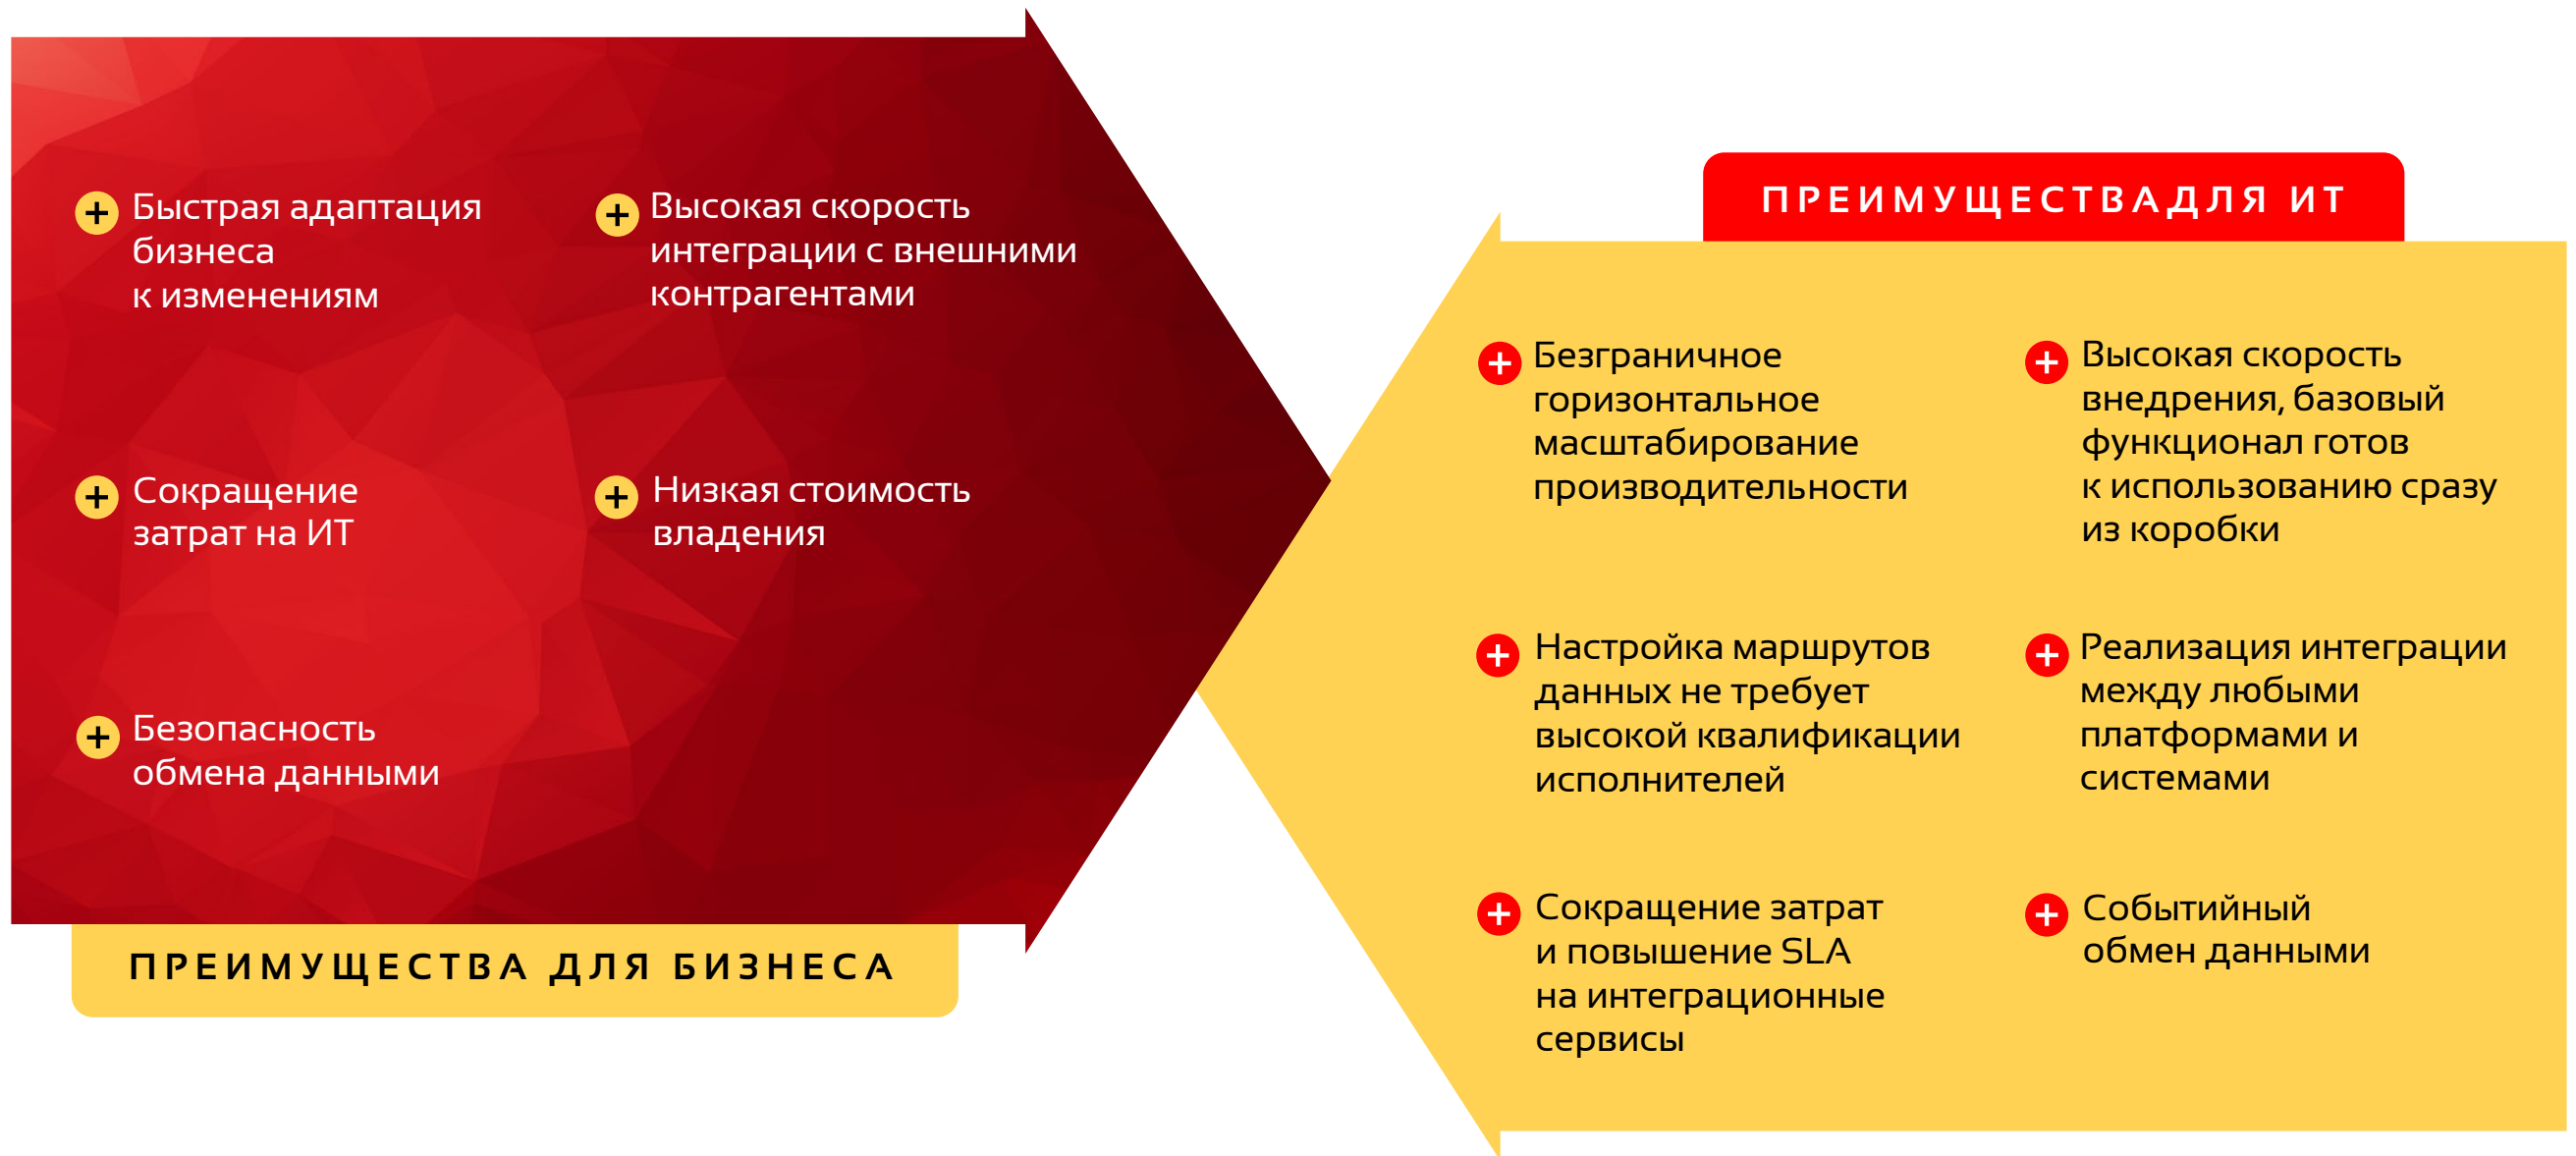 Быстрая адаптация
бизнеса
к изменениям
Высокая скорость
интеграции с внешними
контрагентами
Сокращение
затрат на ИТ
Низкая стоимость
владения
Безопасность
обмена данными
ПРЕИМУЩЕСТВА ДЛЯ БИЗНЕСА
ПРЕИМУЩЕСТВАДЛЯ ИТ
Безграничное
горизонтальное
масштабирование
производительности
Высокая скорость
внедрения, базовый
функционал готов
к использованию сразу
из коробки
Настройка маршрутов
данных не требует
высокой квалификации
исполнителей
Реализация интеграции
между любыми
платформами и
системами
Сокращение затрат
и повышение SLA
на интеграционные
сервисы
Событийный
обмен данными